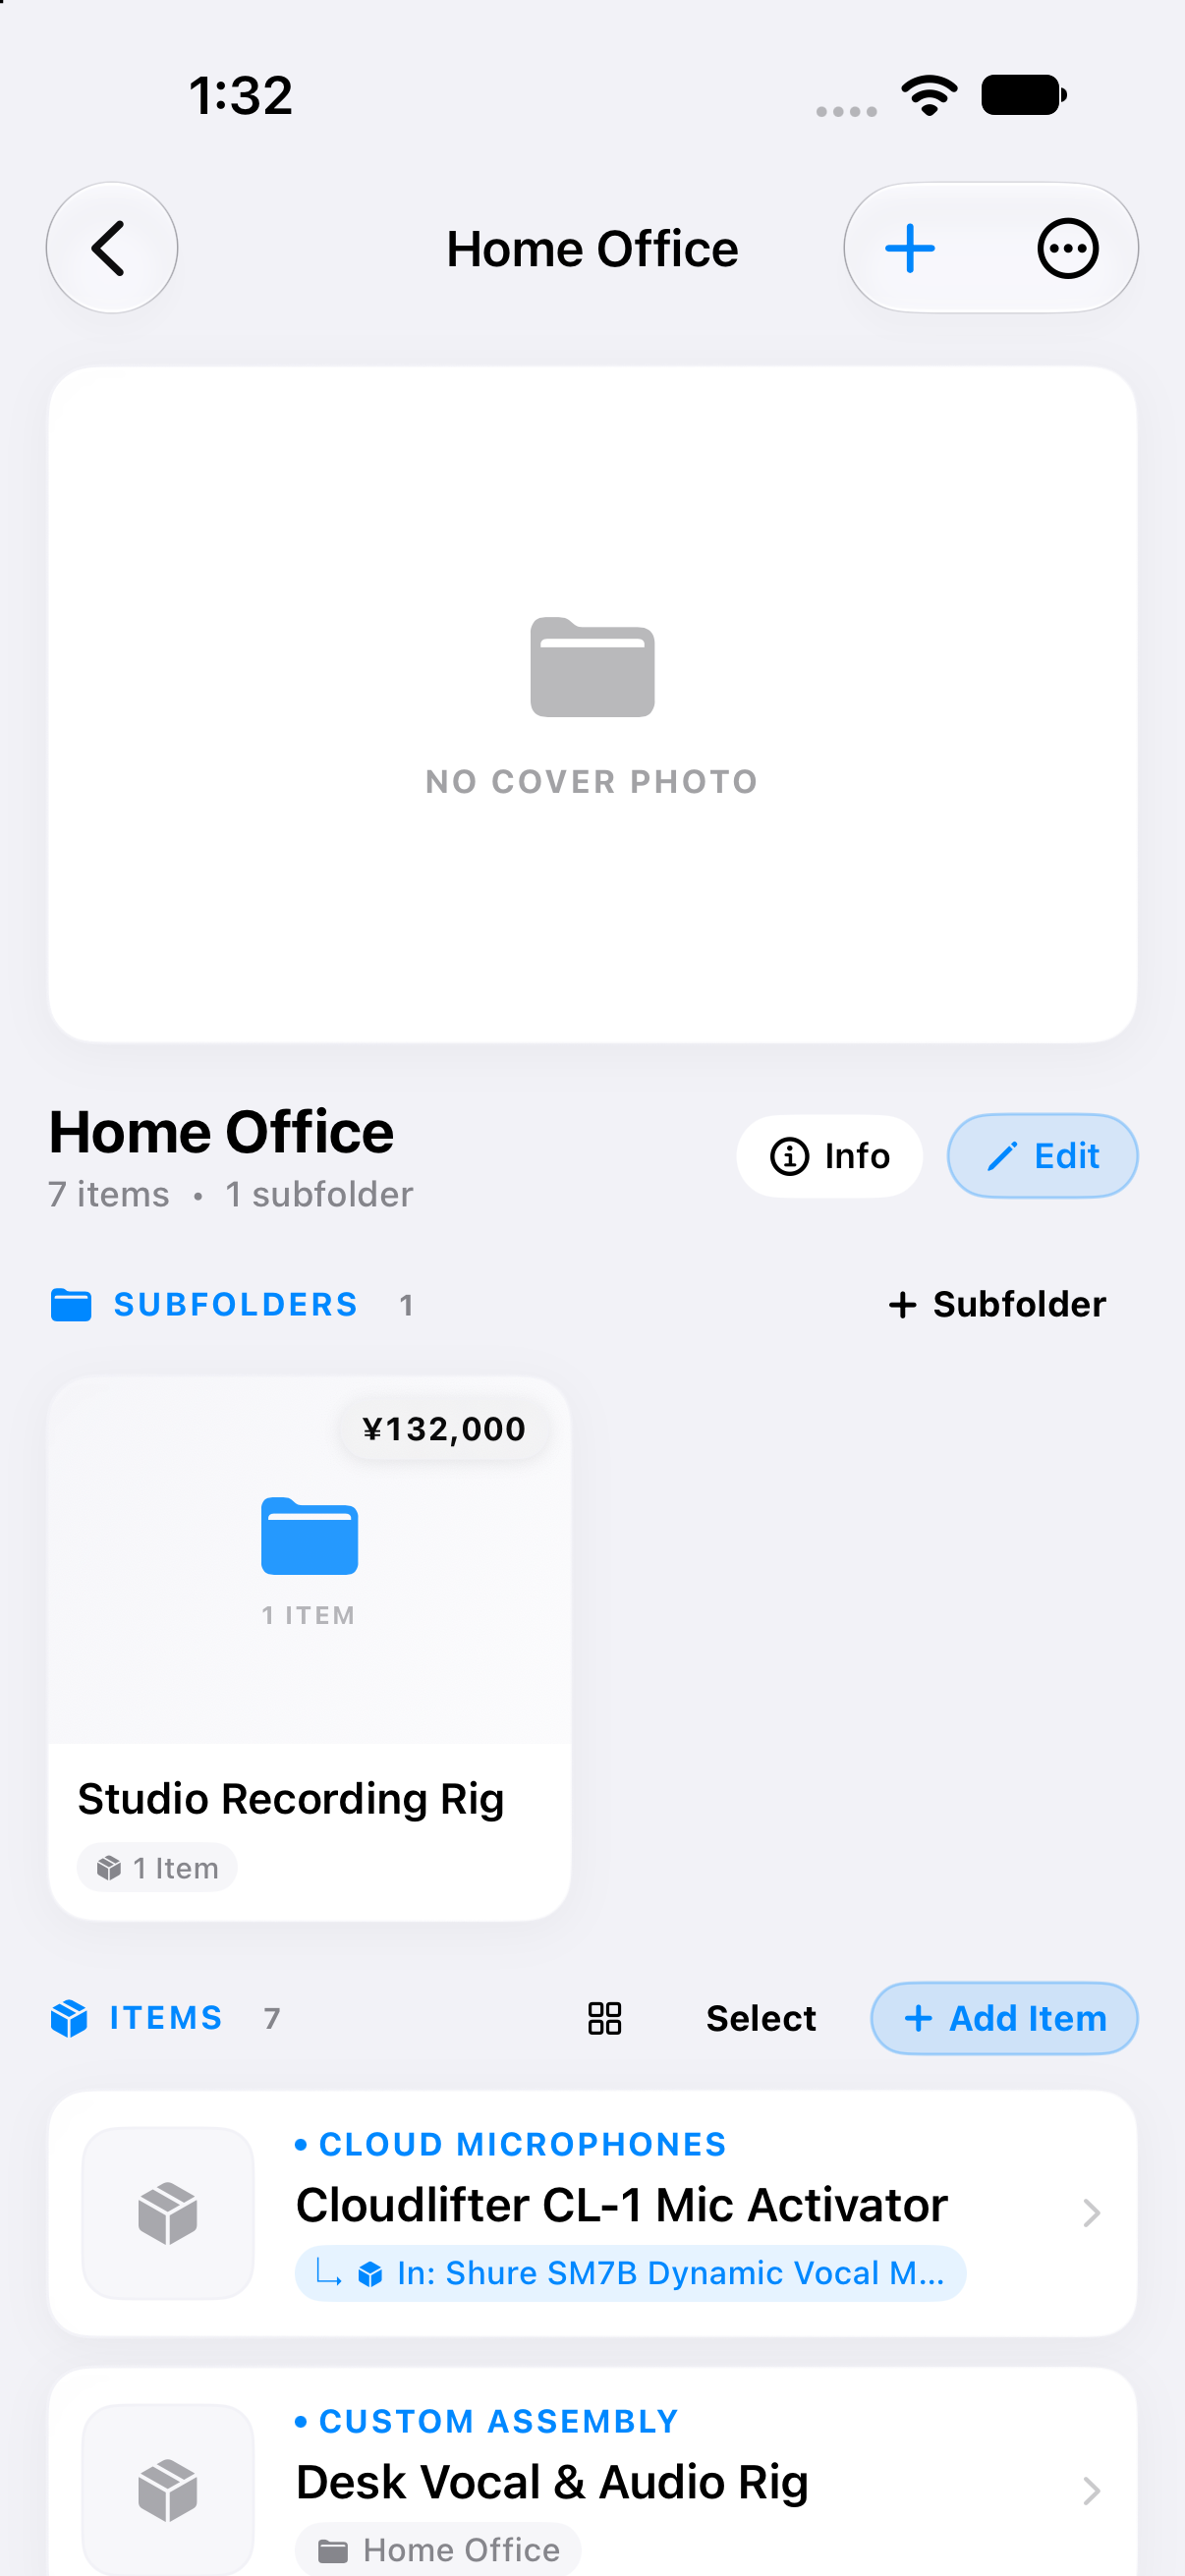 1:32
Home Office
NO COVER PHOTO
Home Office
Info
Edit
7 items • 1 subfolder
SUBFOLDERS 1
+ Subfolder
¥132,000
1 ITEM
Studio Recording Rig
1 Item
ITEMS 7
Select
+ Add Item
• CLOUD MICROPHONES
Cloudlifter CL-1 Mic Activator
In: Shure SM7B Dynamic Vocal M...
• CUSTOM ASSEMBLY
Desk Vocal & Audio Rig
Home Office